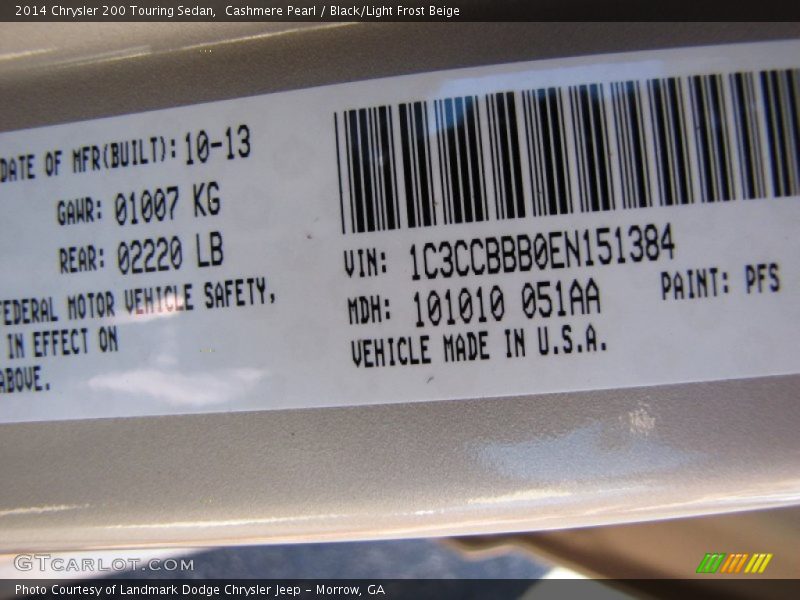 2014 Chrysler 200 Touring Sedan,  Cashmere Pearl / Black/Light Frost Beige
DATE OF MFR(BUILT): 10-13
GAWR: 01007 KG
REAR: 02220 LB
FEDERAL MOTOR VEHICLE SAFETY,
IN EFFECT ON
ABOVE.
VIN: 1C3CCBBB0EN151384
MDH: 101010 051AA
PAINT: PFS
VEHICLE MADE IN U.S.A.
GTCARLOT.COM
Photo Courtesy of Landmark Dodge Chrysler Jeep – Morrow, GA